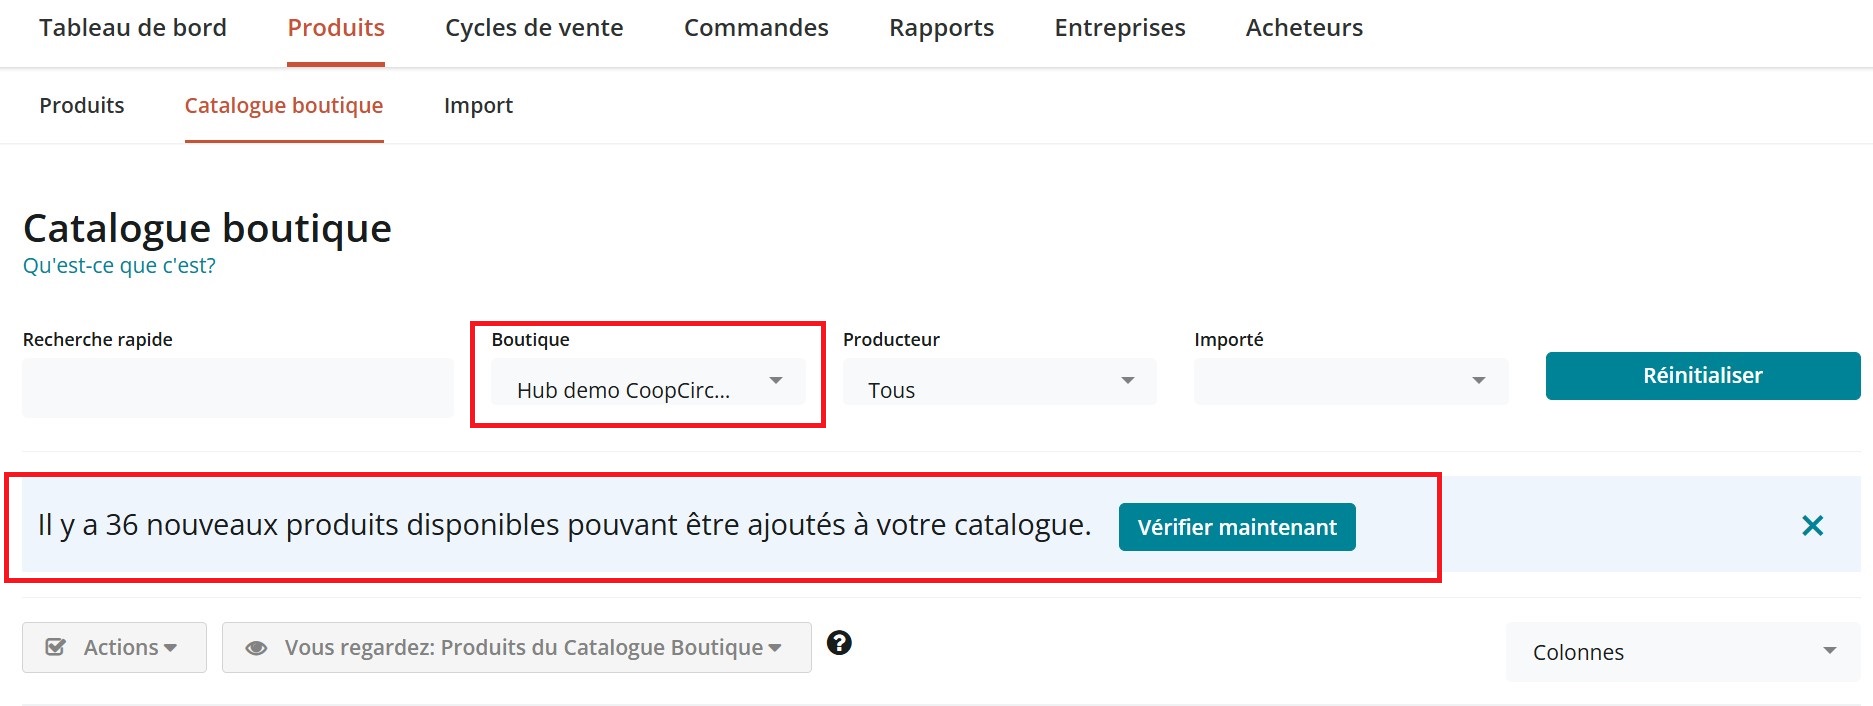 Tableau de bord Produits Cycles de vente Commandes Rapports Entreprises Acheteurs
Produits Catalogue boutique Import
Catalogue boutique
Qu'est-ce que c'est?
Recherche rapide Boutique Producteur Importé
Hub demo CoopCirc... Tous Réinitialiser
Il y a 36 nouveaux produits disponibles pouvant être ajoutés à votre catalogue. Vérifier maintenant
Actions Vous regardez: Produits du Catalogue Boutique ? Colonnes